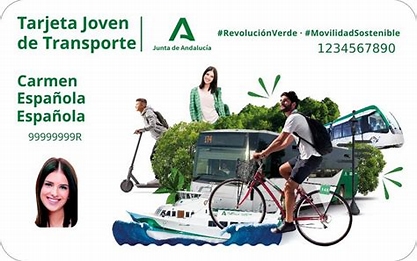 Tarjeta Joven
de Transporte
Junta de Andalucía
#RevoluciónVerde · #MovilidadSostenible
1234567890
Carmen
Española
Española
99999999R